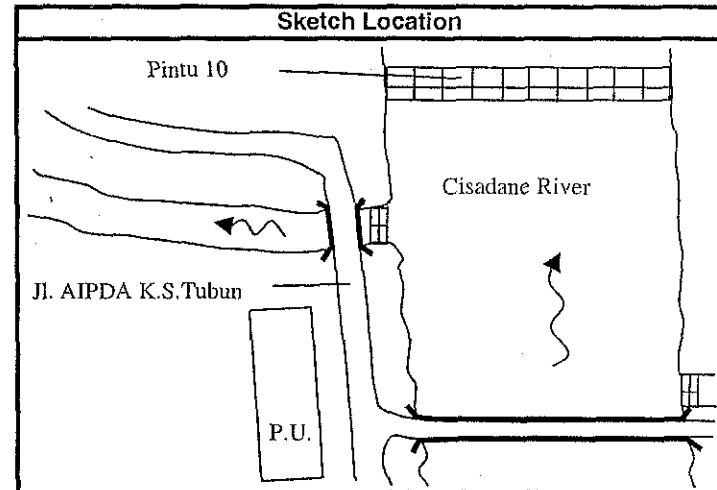 Sketch Location
Pintu 10
Cisadane River
Jl. AIPDA K.S.Tubun
P.U.